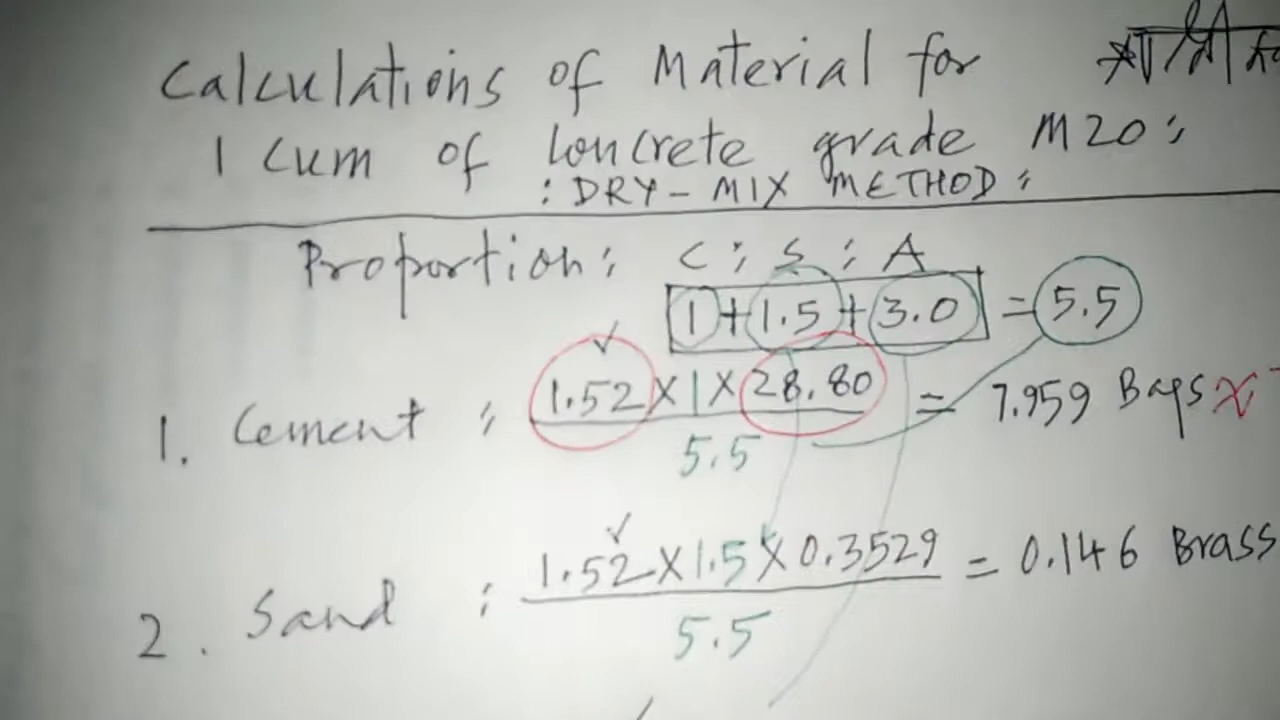 Calculations of Material for
1 Cum of Concrete grade M20:
: DRY-MIX METHOD:
Proportion: C : S : A
1 + 1.5 + 3.0 = 5.5
1. Cement : 1.52 X 1 X 28.80 = 7.959 Bags X
5.5
2. Sand : 1.52 X 1.5 X 0.3529 = 0.146 Brass
5.5